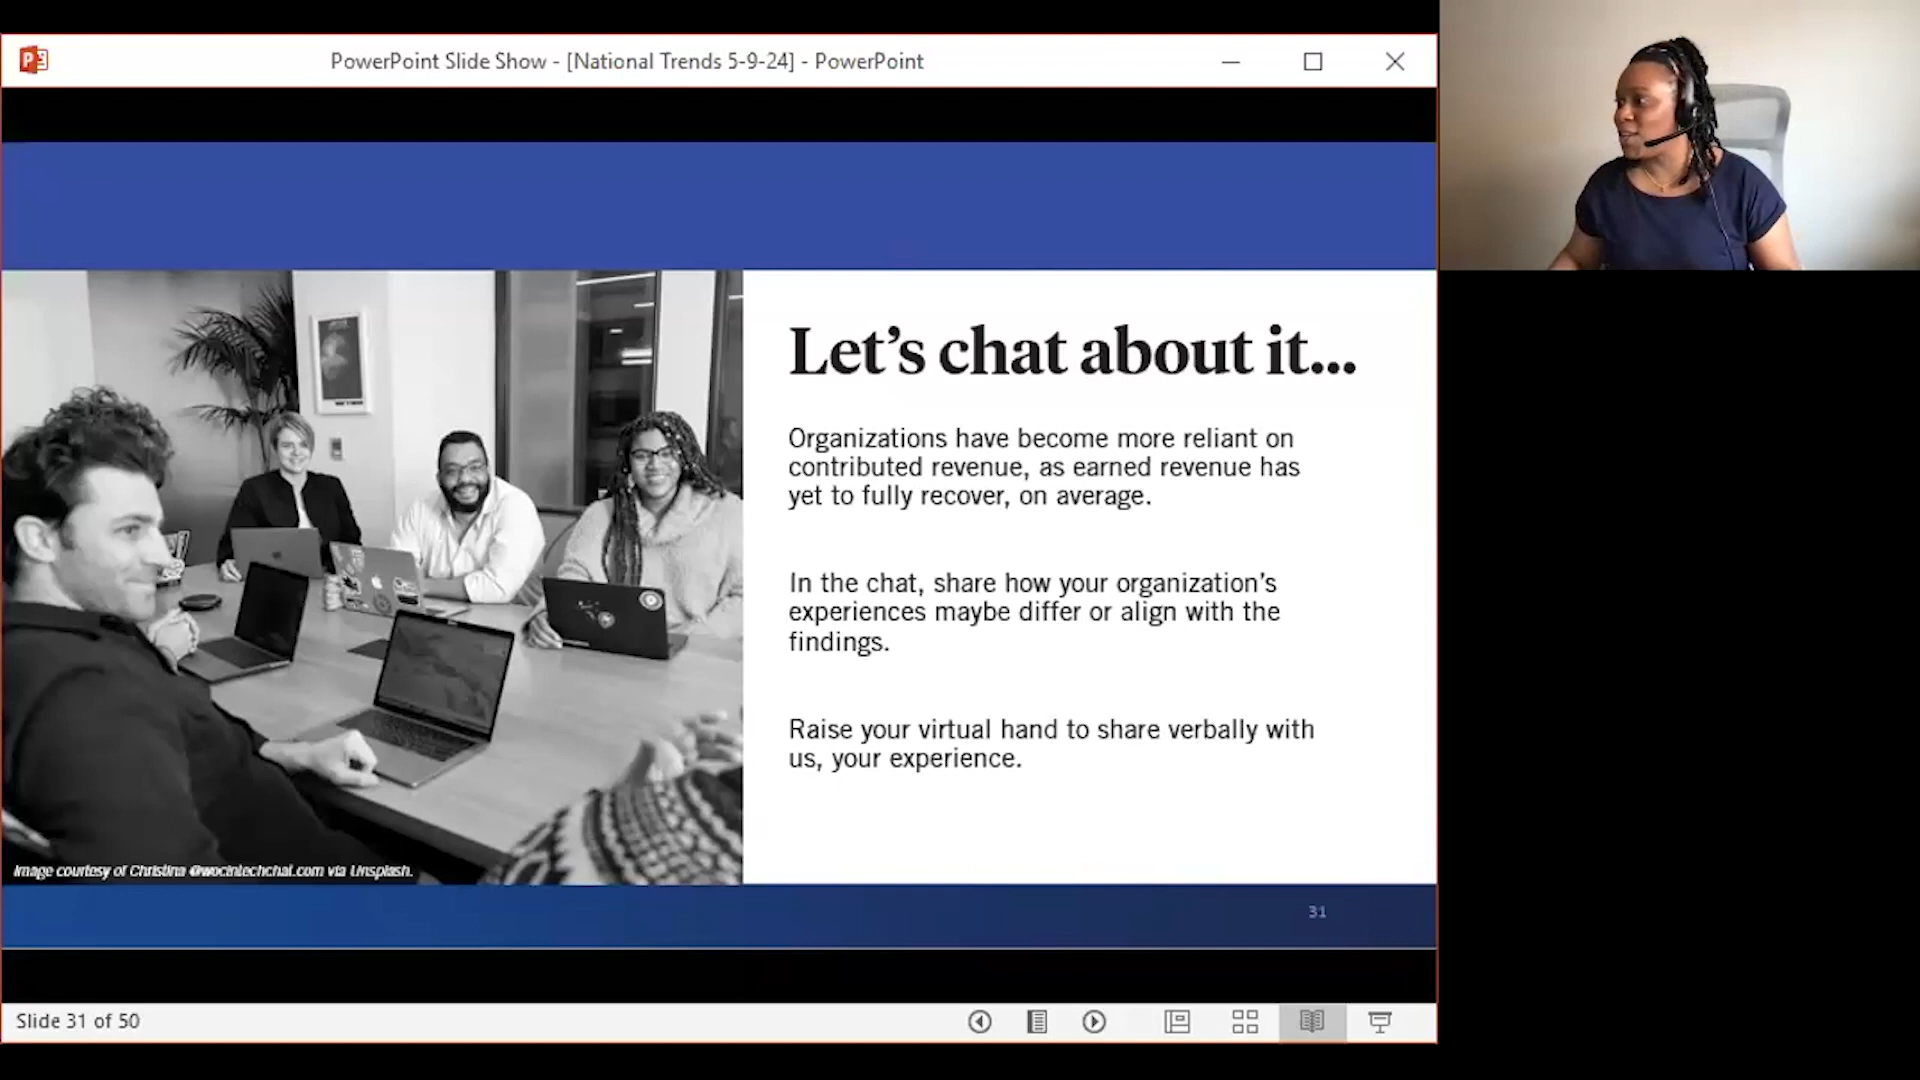 PowerPoint Slide Show - [National Trends 5-9-24] - PowerPoint
Let's chat about it...
Organizations have become more reliant on
contributed revenue, as earned revenue has
yet to fully recover, on average.
In the chat, share how your organization's
experiences maybe differ or align with the
findings.
Raise your virtual hand to share verbally with
us, your experience.
Image courtesy of Christina @wocintechchat.com via Unsplash.
31
Slide 31 of 50